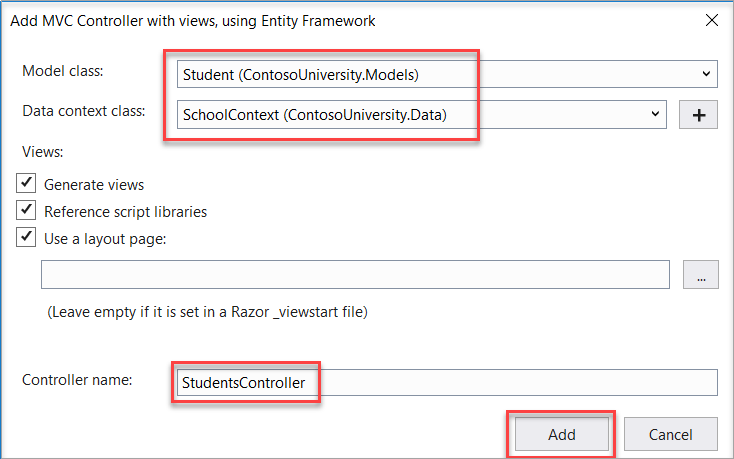 Add MVC Controller with views, using Entity Framework
Model class: Student (ContosoUniversity.Models)
Data context class: SchoolContext (ContosoUniversity.Data) +
Views:
Generate views
Reference script libraries
Use a layout page:
...
(Leave empty if it is set in a Razor _viewstart file)
Controller name: StudentsController
Add Cancel